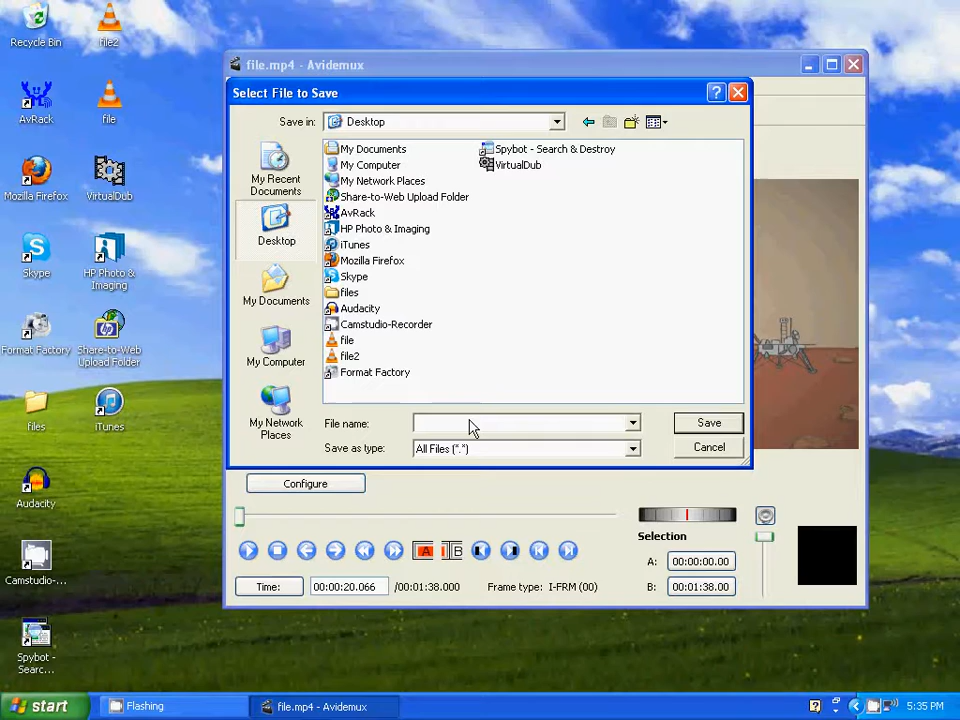 Recycle Bin
file2
AvRack
file
Mozilla Firefox
VirtualDub
Skype
HP Photo &
Imaging
Format Factory
Share-to-Web
Upload Folder
files
iTunes
Audacity
Camstudio-...
Spybot -
Searc...
file.mp4 - Avidemux
Select File to Save
Save in:
Desktop
My Recent
Documents
Desktop
My Documents
My Computer
My Network
Places
My Documents
My Computer
My Network Places
Share-to-Web Upload Folder
AvRack
HP Photo & Imaging
iTunes
Mozilla Firefox
Skype
files
Audacity
Camstudio-Recorder
file
file2
Format Factory
Spybot - Search & Destroy
VirtualDub
File name:
Save
Save as type:
All Files (*.*)
Cancel
Configure
A
B
Selection
A:
00:00:00.00
B:
00:01:38.00
Time:
00:00:20.066
/00:01:38.000
Frame type: I-FRM (00)
start
Flashing
file.mp4 - Avidemux
5:35 PM